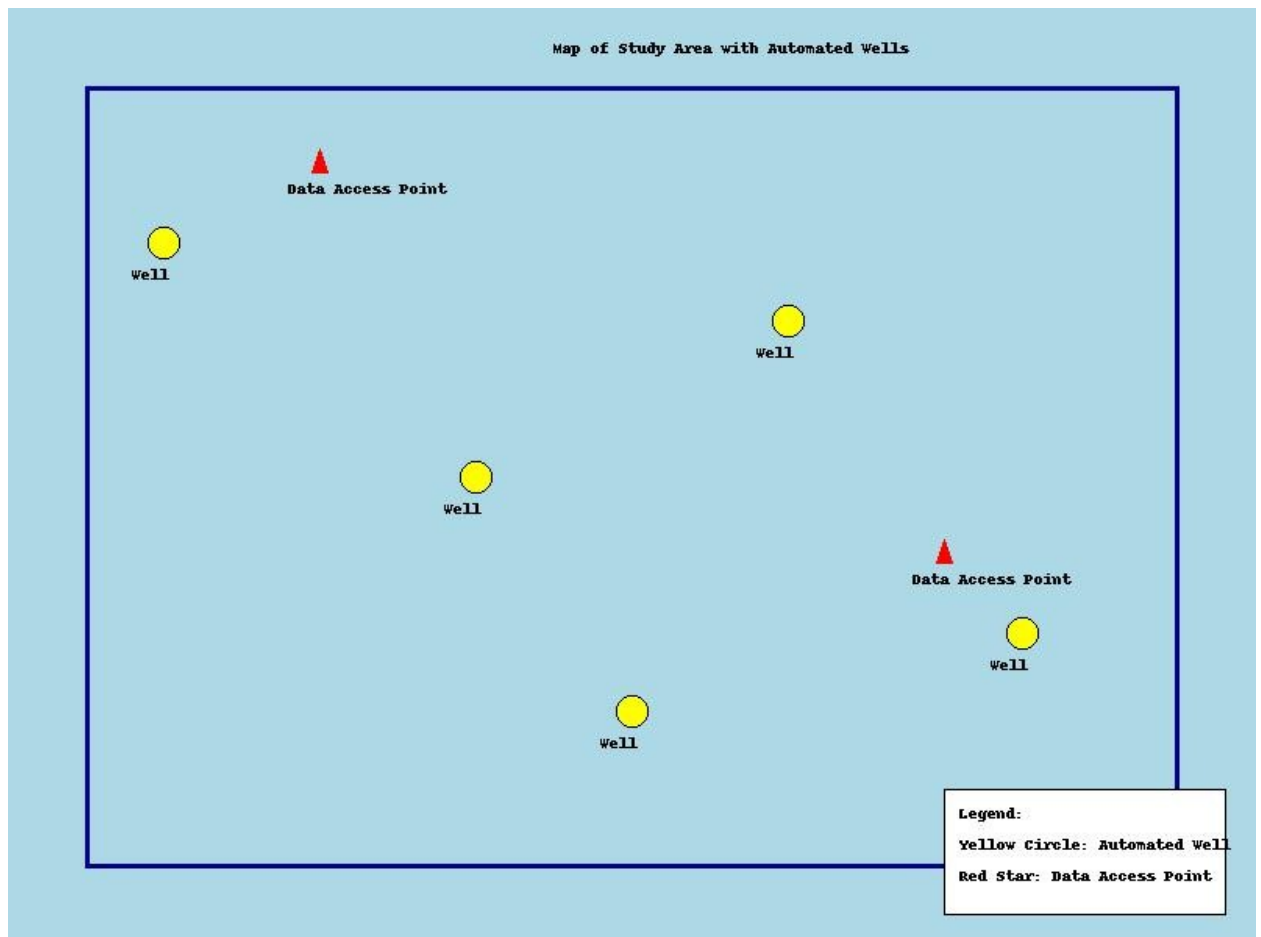 Map of Study Area with Automated Wells
Data Access Point
Well
Well
Well
Data Access Point
Well
Well
Legend:
Yellow Circle: Automated Well
Red Star: Data Access Point